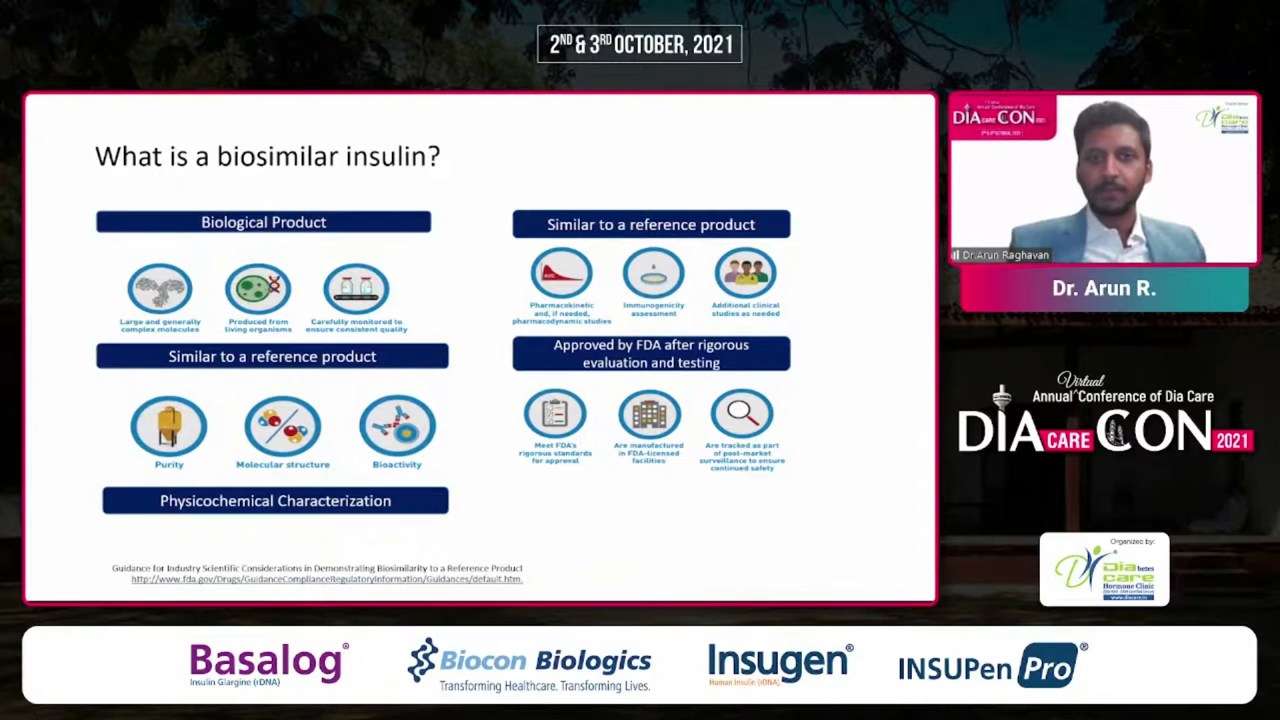 2ND & 3RD OCTOBER, 2021
What is a biosimilar insulin?
Biological Product
Large and generally
complex molecules
Produced from
living organisms
Carefully monitored to
ensure consistent quality
Similar to a reference product
Purity
Molecular structure
Bioactivity
Physicochemical Characterization
Similar to a reference product
Pharmacokinetic
and, if needed,
pharmacodynamic studies
Immunogenicity
assessment
Additional clinical
studies as needed
Approved by FDA after rigorous
evaluation and testing
Meet FDA's
rigorous standards
for approval
Are manufactured
in FDA-licensed
facilities
Are tracked as part
of post-market
surveillance to ensure
continued safety
Guidance for Industry Scientific Considerations in Demonstrating Biosimilarity to a Reference Product
http://www.fda.gov/Drugs/GuidanceComplianceRegulatoryInformation/Guidances/default.htm.
DIA CARE CON 2021
Dr.Arun Raghavan
Dr. Arun R.
Virtual
Annual ^ Conference of Dia Care
DIA CARE CON 2021
Organized by:
Diabetes
care
Hormone Clinic
www.diacare.in
Basalog®
Insulin Glargine (rDNA)
Biocon Biologics
Transforming Healthcare. Transforming Lives.
Insugen®
Human Insulin (rDNA)
INSUPen Pro®